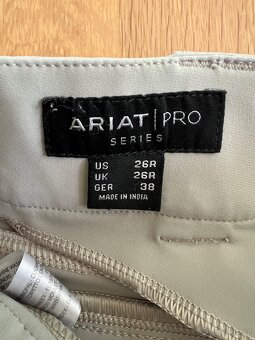 ARIAT PRO
SERIES
US 26R
UK 26R
GER 38
MADE IN INDIA